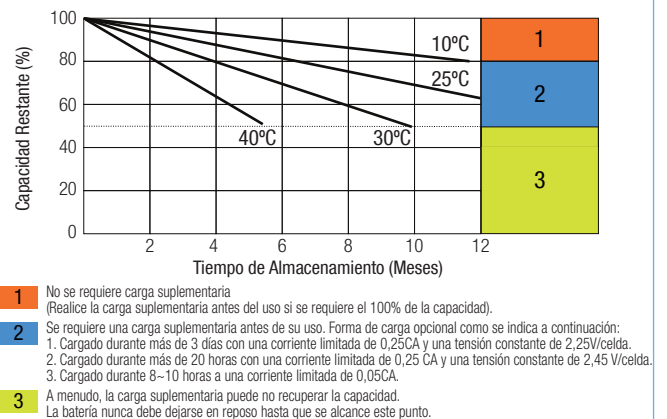 Capacidad Restante (%)
100
80
60
40
20
0
10ºC
25ºC
30ºC
40ºC
1
2
3
2
4
6
8
10
12
Tiempo de Almacenamiento (Meses)
1 No se requiere carga suplementaria
(Realice la carga suplementaria antes del uso si se requiere el 100% de la capacidad).
2 Se requiere una carga suplementaria antes de su uso. Forma de carga opcional como se indica a continuación:
1. Cargado durante más de 3 días con una corriente limitada de 0,25CA y una tensión constante de 2,25V/celda.
2. Cargado durante más de 20 horas con una corriente limitada de 0,25 CA y una tensión constante de 2,45 V/celda.
3. Cargado durante 8~10 horas a una corriente limitada de 0,05CA.
3 A menudo, la carga suplementaria puede no recuperar la capacidad.
La batería nunca debe dejarse en reposo hasta que se alcance este punto.